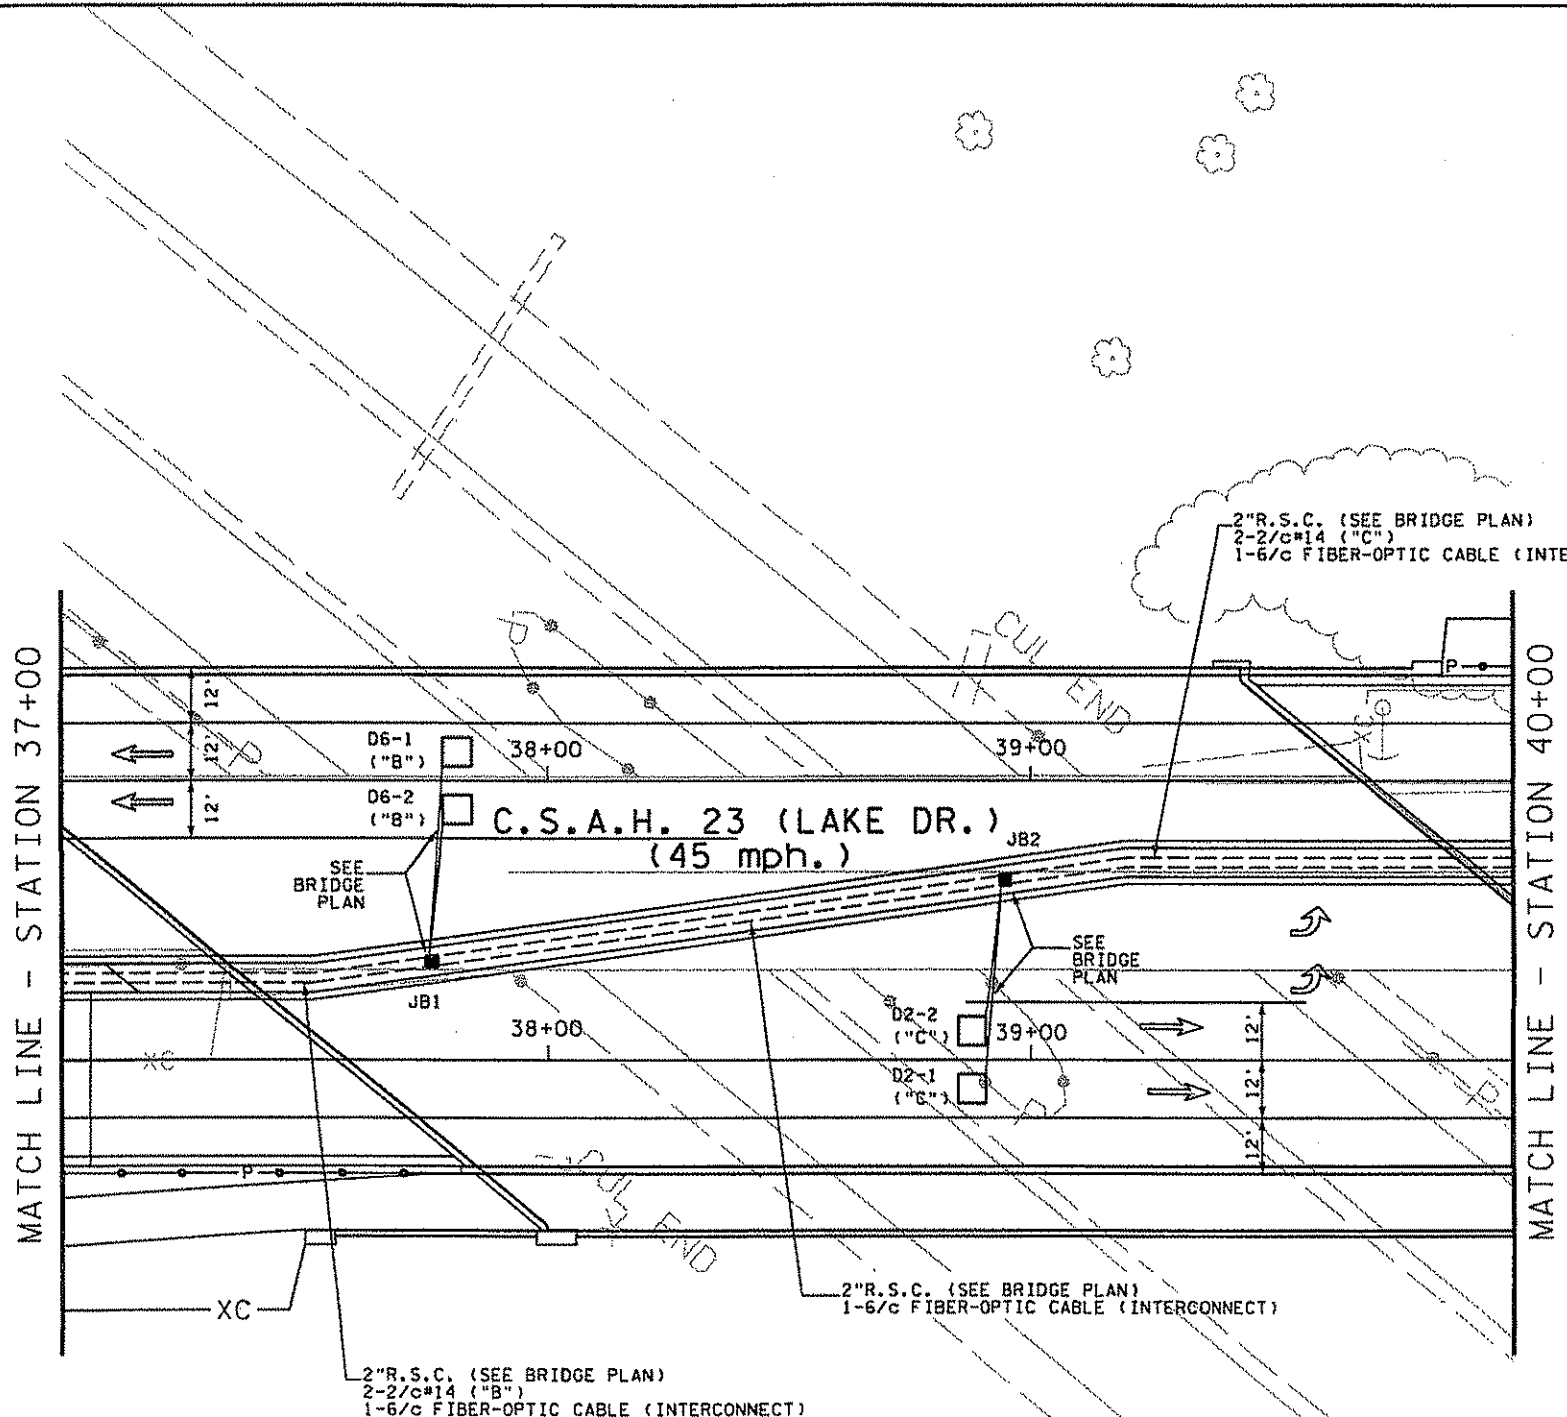 2"R.S.C. (SEE BRIDGE PLAN)
2-2/c#14 ("C")
1-6/c FIBER-OPTIC CABLE (INTE
MATCH LINE - STATION 37+00
MATCH LINE - STATION 40+00
P
CUL END
P
12'
12'
12'
P
D6-1
("B")
38+00
39+00
XC
D6-2
("B")
C.S.A.H. 23 (LAKE DR.)
(45 mph.)
JB2
SEE
BRIDGE
PLAN
SEE
BRIDGE
PLAN
JB1
D2-2
("C")
38+00
39+00
XC
D2-1
("C")
12'
12'
12'
P
P
P
CUL END
XC
2"R.S.C. (SEE BRIDGE PLAN)
1-6/c FIBER-OPTIC CABLE (INTERCONNECT)
2"R.S.C. (SEE BRIDGE PLAN)
2-2/c#14 ("B")
1-6/c FIBER-OPTIC CABLE (INTERCONNECT)